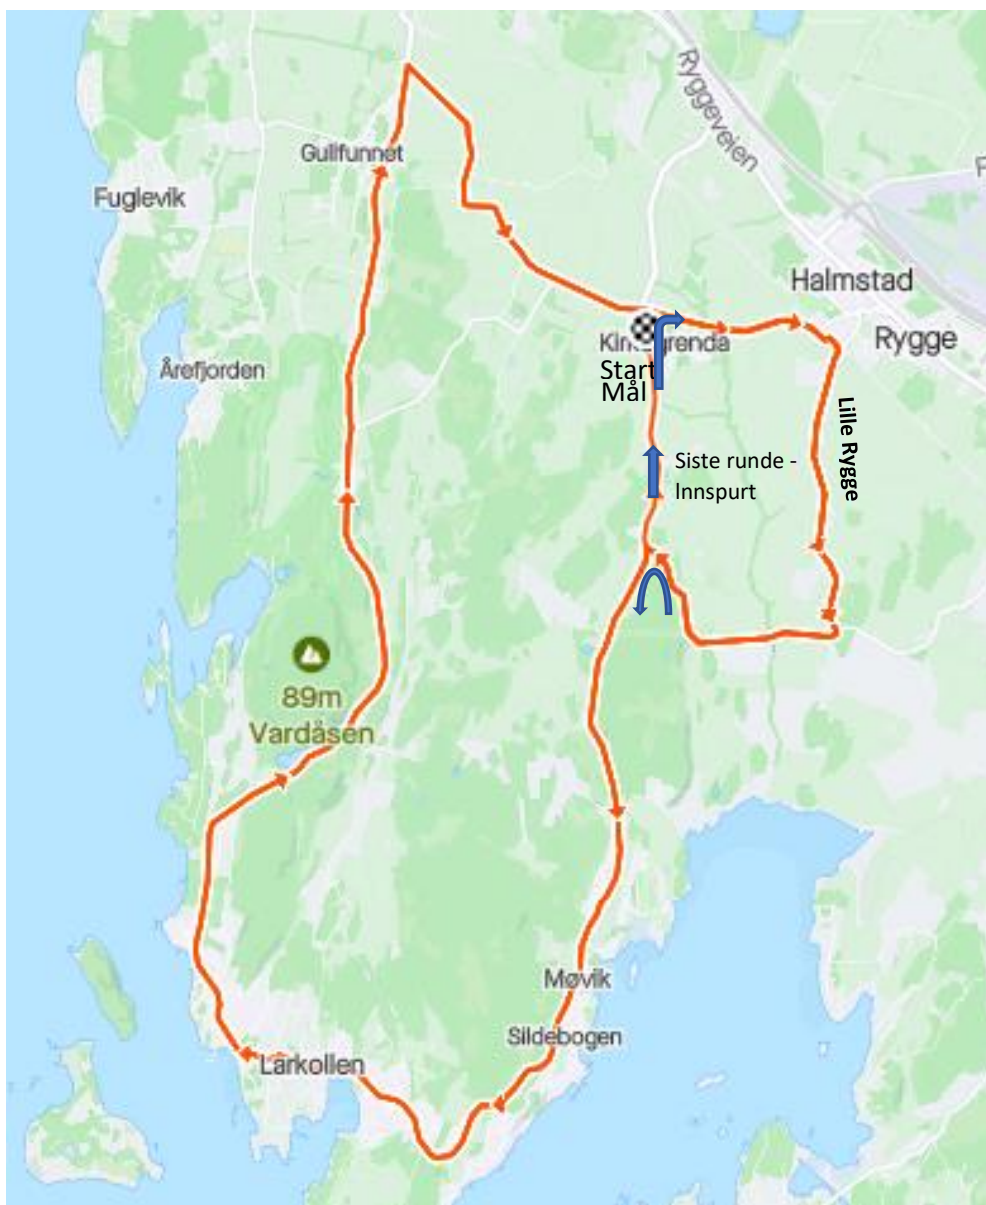 Ryggeveien
Gullfunnet
Fuglevik
Halmstad
Rygge
Årefjorden
Start
Mål
Lille Rygge
Siste runde -
Innspurt
89m
Vardåsen
Møvik
Sildebogen
Larkollen